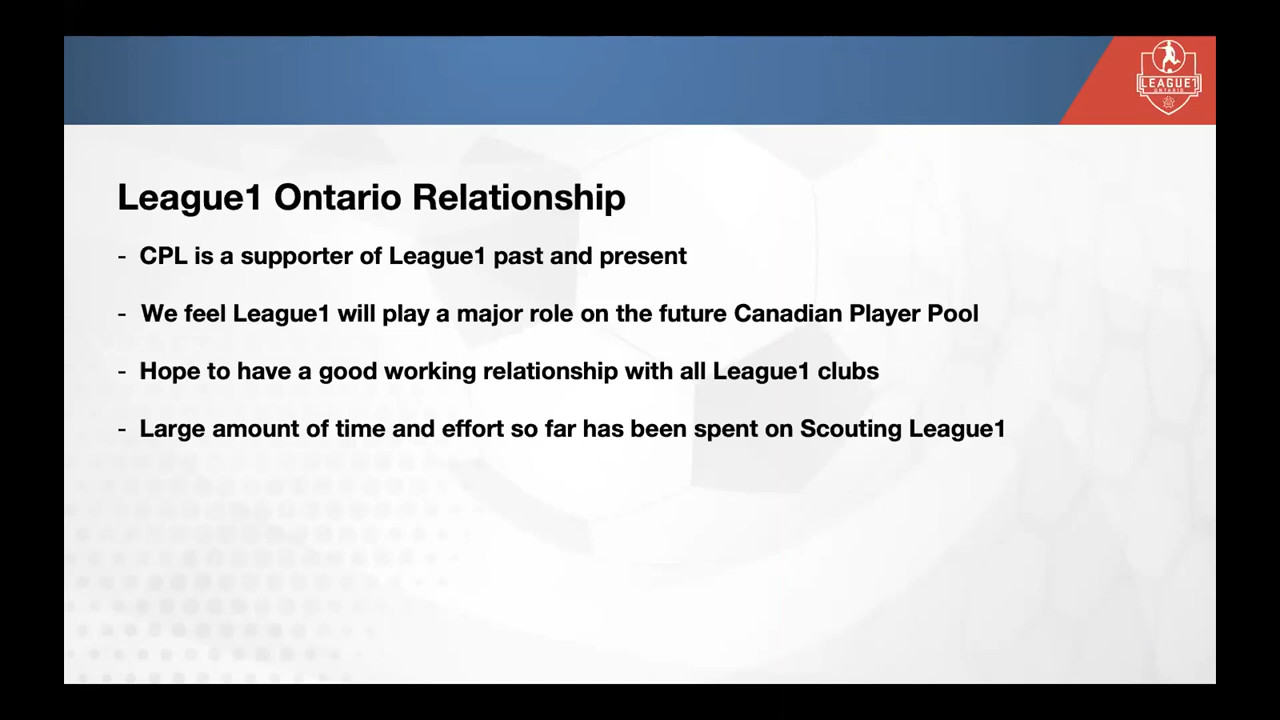 LEAGUE1
ONTARIO
League1 Ontario Relationship
- CPL is a supporter of League1 past and present
- We feel League1 will play a major role on the future Canadian Player Pool
- Hope to have a good working relationship with all League1 clubs
- Large amount of time and effort so far has been spent on Scouting League1